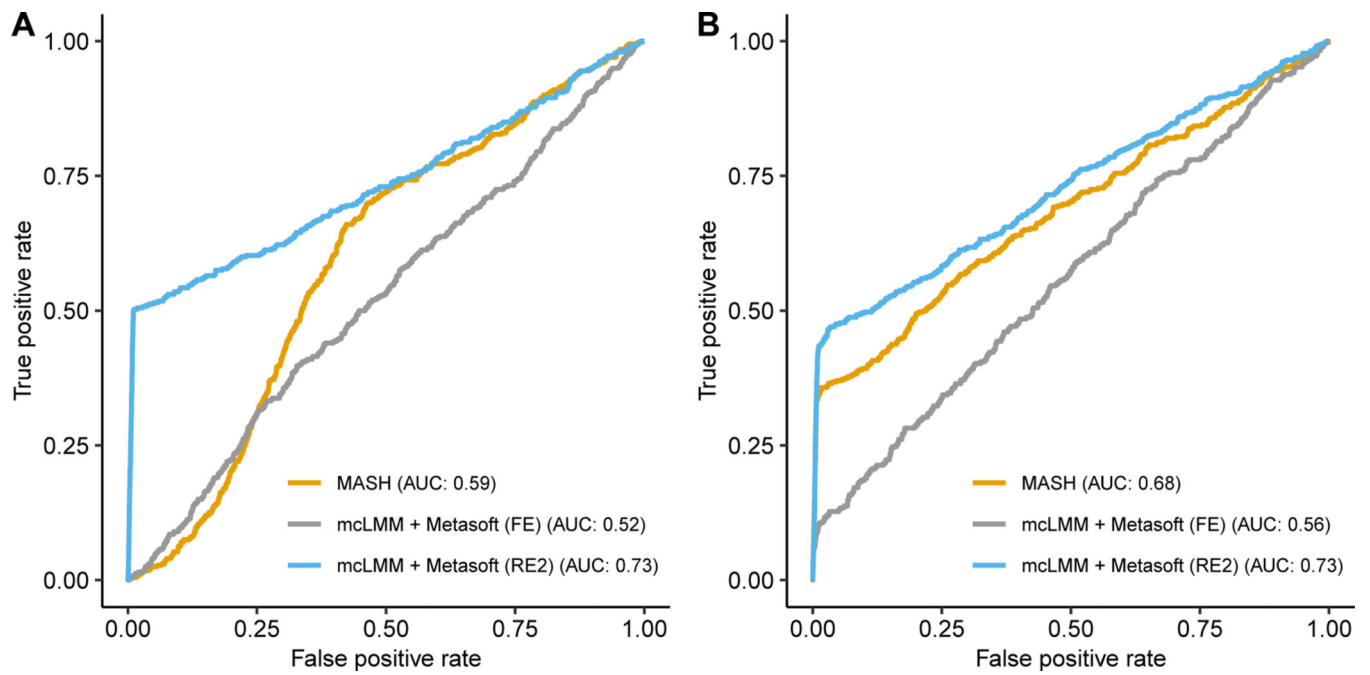 A
1.00
0.75
0.50
0.25
0.00
True positive rate
MASH (AUC: 0.59)
mcLMM + Metasoft (FE) (AUC: 0.52)
mcLMM + Metasoft (RE2) (AUC: 0.73)
0.00 0.25 0.50 0.75 1.00
False positive rate
B
1.00
0.75
0.50
0.25
0.00
True positive rate
MASH (AUC: 0.68)
mcLMM + Metasoft (FE) (AUC: 0.56)
mcLMM + Metasoft (RE2) (AUC: 0.73)
0.00 0.25 0.50 0.75 1.00
False positive rate